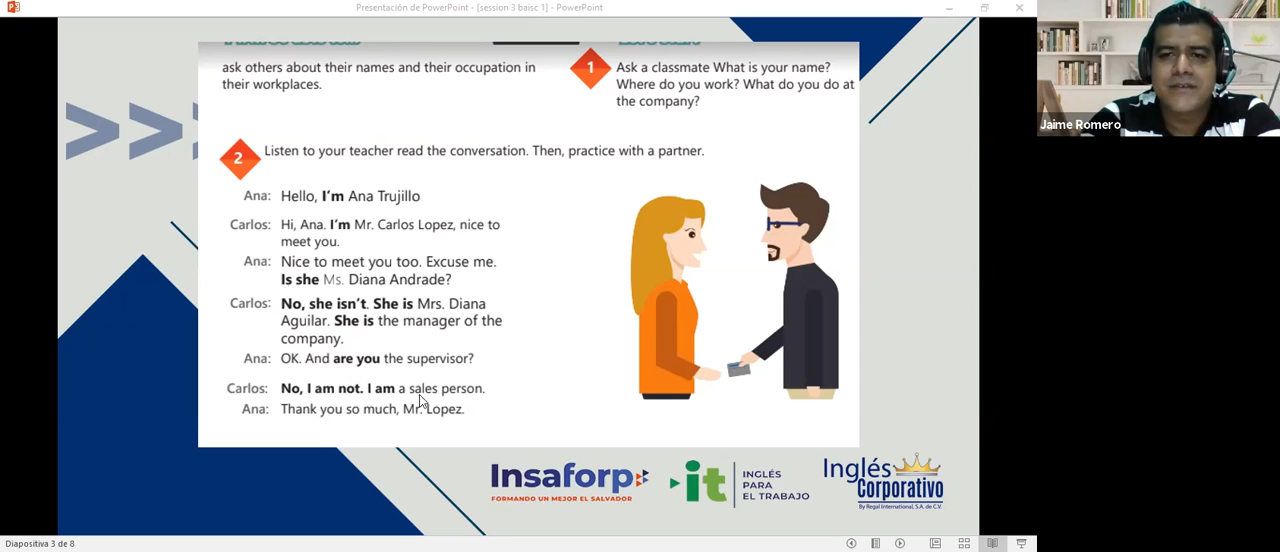 Presentación de PowerPoint - [session 3 baisc 1] - PowerPoint
ask others about their names and their occupation in
their workplaces.
1
Ask a classmate What is your name?
Where do you work? What do you do at
the company?
2
Listen to your teacher read the conversation. Then, practice with a partner.
Ana: Hello, I'm Ana Trujillo
Carlos: Hi, Ana. I'm Mr. Carlos Lopez, nice to
meet you.
Ana: Nice to meet you too. Excuse me.
Is she Ms. Diana Andrade?
Carlos: No, she isn't. She is Mrs. Diana
Aguilar. She is the manager of the
company.
Ana: OK. And are you the supervisor?
Carlos: No, I am not. I am a sales person.
Ana: Thank you so much, Mr. Lopez.
Jaime Romero
Insaforp
FORMANDO UN MEJOR EL SALVADOR
it
INGLÉS
PARA
EL TRABAJO
Inglés
Corporativo
By Regal International, S.A. de C.V.
Diapositiva 3 de 8